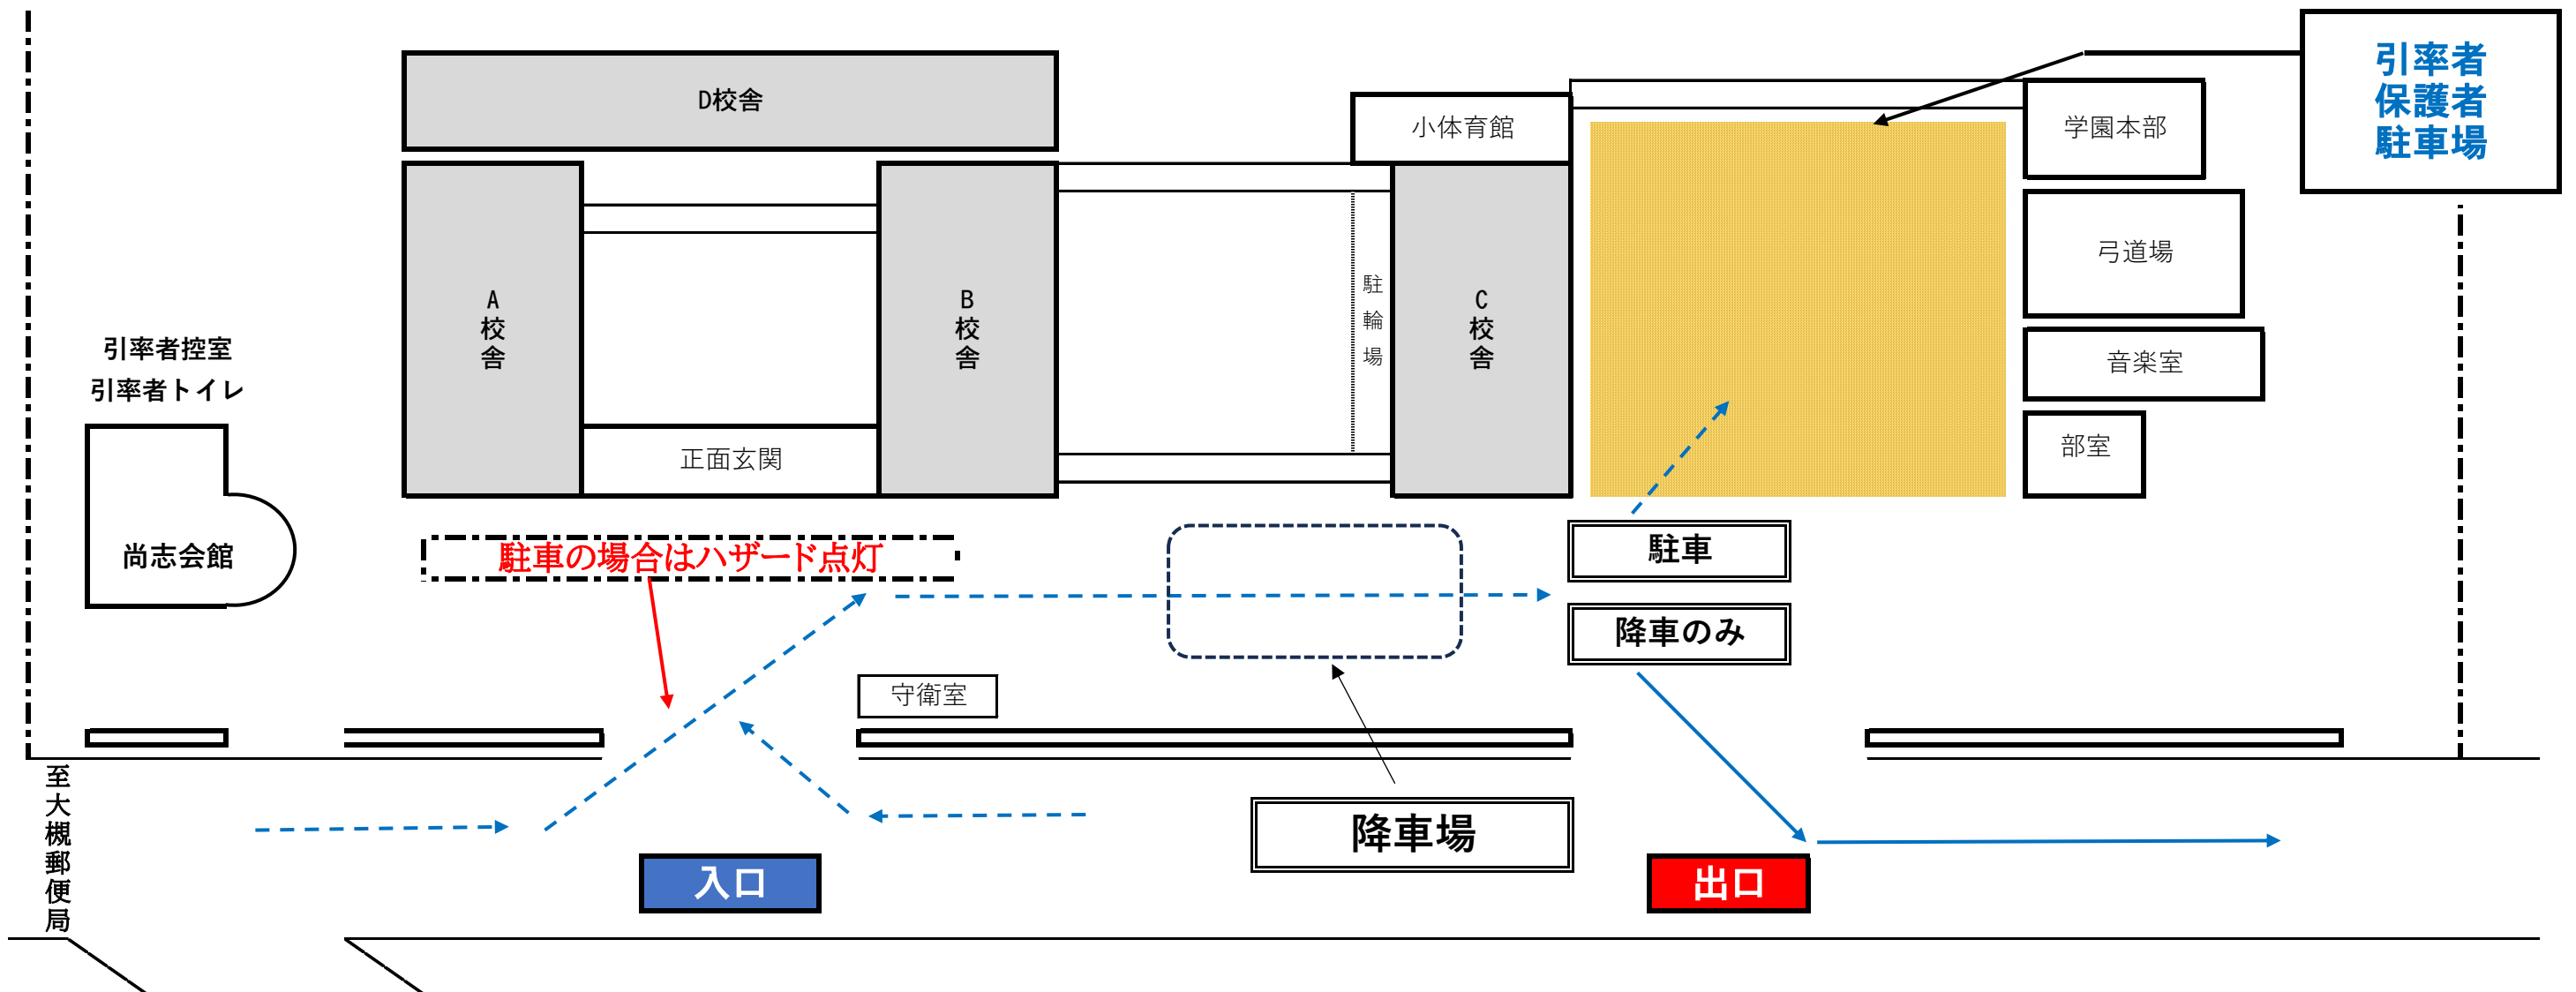 引率者
保護者
駐車場
D校舎
小体育館
学園本部
弓道場
A校舎
B校舎
駐輪場
C校舎
音楽室
引率者控室
引率者トイレ
部室
正面玄関
尚志会館
駐車の場合はハザード点灯
駐車
降車のみ
守衛室
至大槻郵便局
降車場
入口
出口